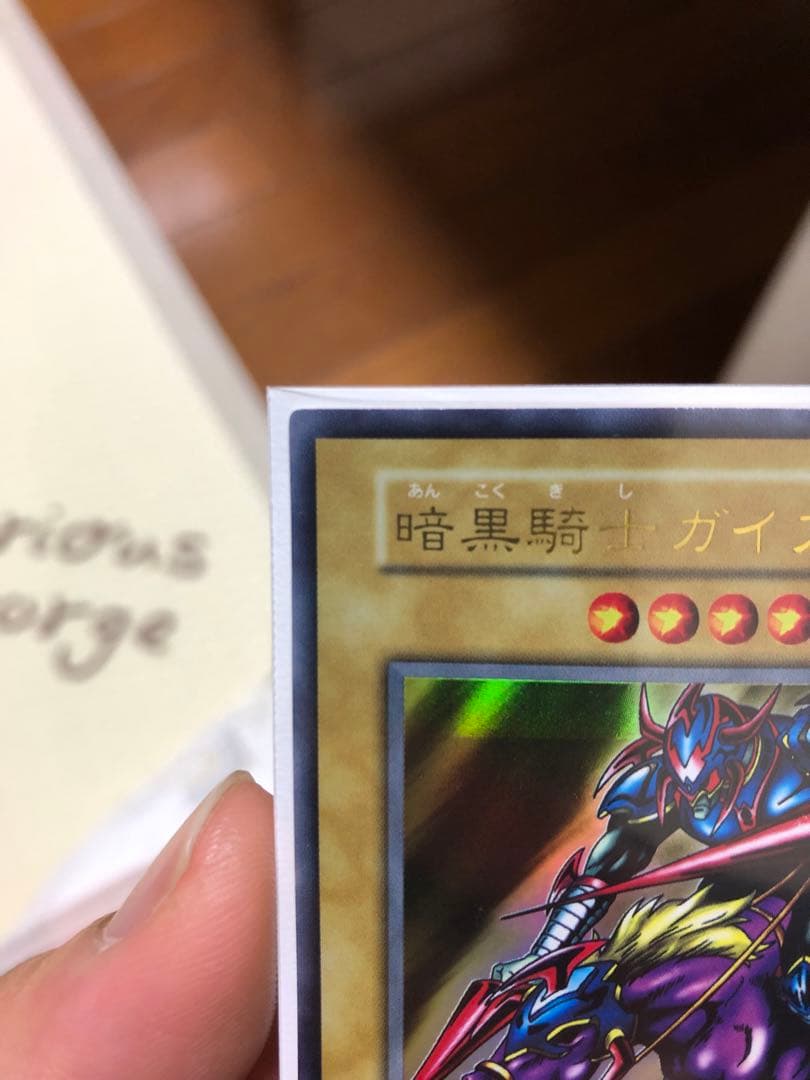 rious
orge
あん こく き し
暗黒騎士 ガイア